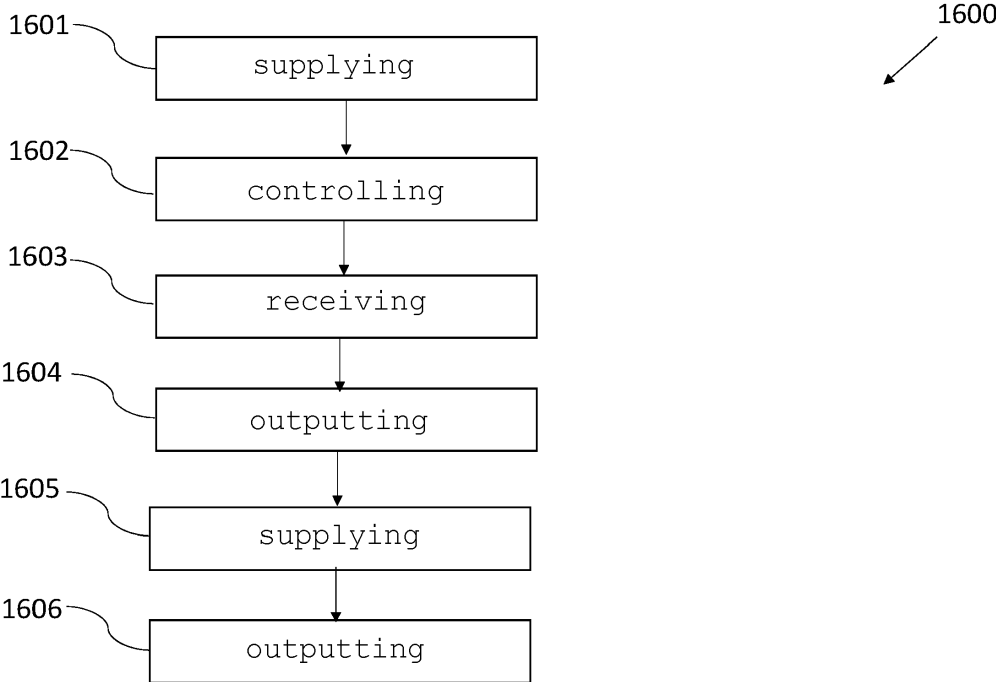 1600
1601
supplying
1602
controlling
1603
receiving
1604
outputting
1605
supplying
1606
outputting